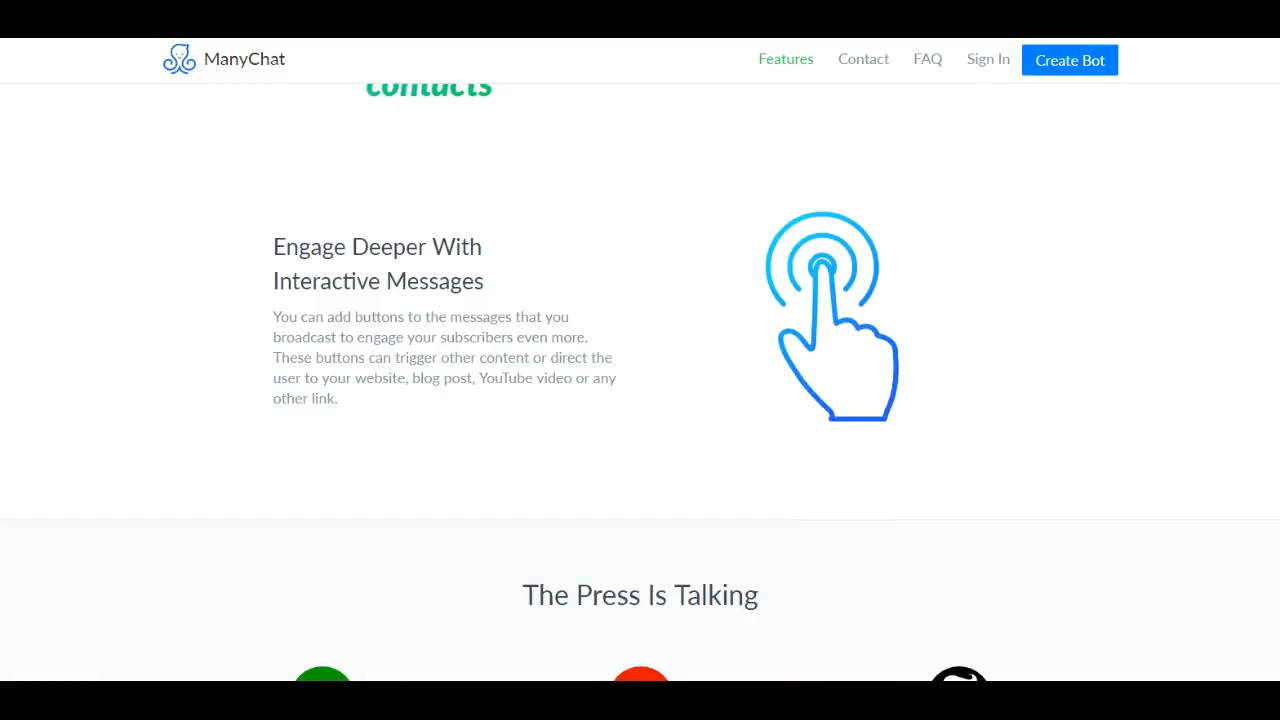 ManyChat
Features
Contact
FAQ
Sign In
Create Bot
contacts
Engage Deeper With
Interactive Messages
You can add buttons to the messages that you
broadcast to engage your subscribers even more.
These buttons can trigger other content or direct the
user to your website, blog post, YouTube video or any
other link.
The Press Is Talking